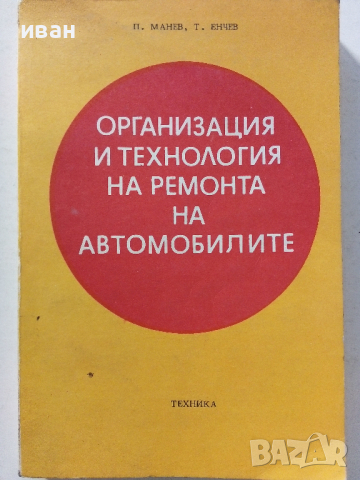 иван
П. МАНЕВ, Т. ЕНЧЕВ
ОРГАНИЗАЦИЯ
И ТЕХНОЛОГИЯ
НА РЕМОНТА
НА
АВТОМОБИЛИТЕ
ТЕХНИКА
BAZAR